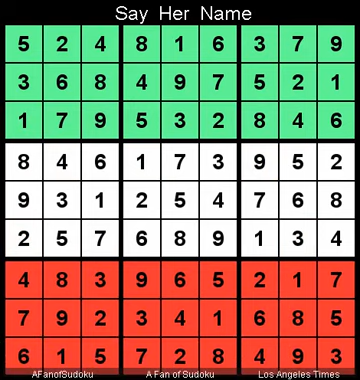 Say Her Name
5 2 4 8 1 6 3 7 9
3 6 8 4 9 7 5 2 1
1 7 9 5 3 2 8 4 6
8 4 6 1 7 3 9 5 2
9 3 1 2 5 4 7 6 8
2 5 7 6 8 9 1 3 4
4 8 3 9 6 5 2 1 7
7 9 2 3 4 1 6 8 5
6 1 5 7 2 8 4 9 3
AFanofSudoku A Fan of Sudoku Los Angeles Times